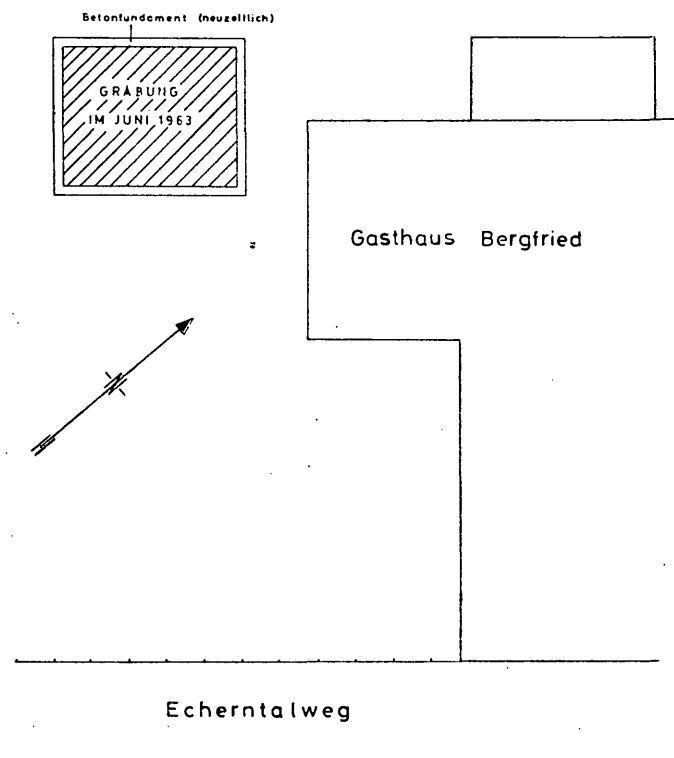 Betonfundament (neuzeitlich)
GRABUNG
IM JUNI 1963
Gasthaus Bergfried
N
Echerntalweg